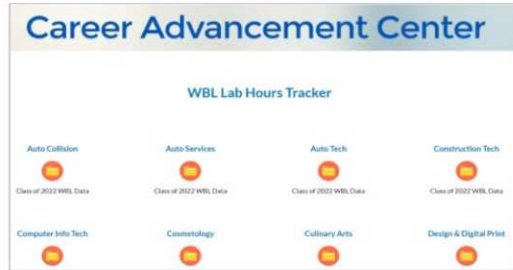 Career Advancement Center
WBL Lab Hours Tracker
Auto Collision Auto Services Auto Tech Construction Tech
Class of 2022 WBL Data Class of 2022 WBL Data Class of 2022 WBL Data Class of 2022 WBL Data
Computer Info Tech Cosmetology Culinary Arts Design & Digital Print